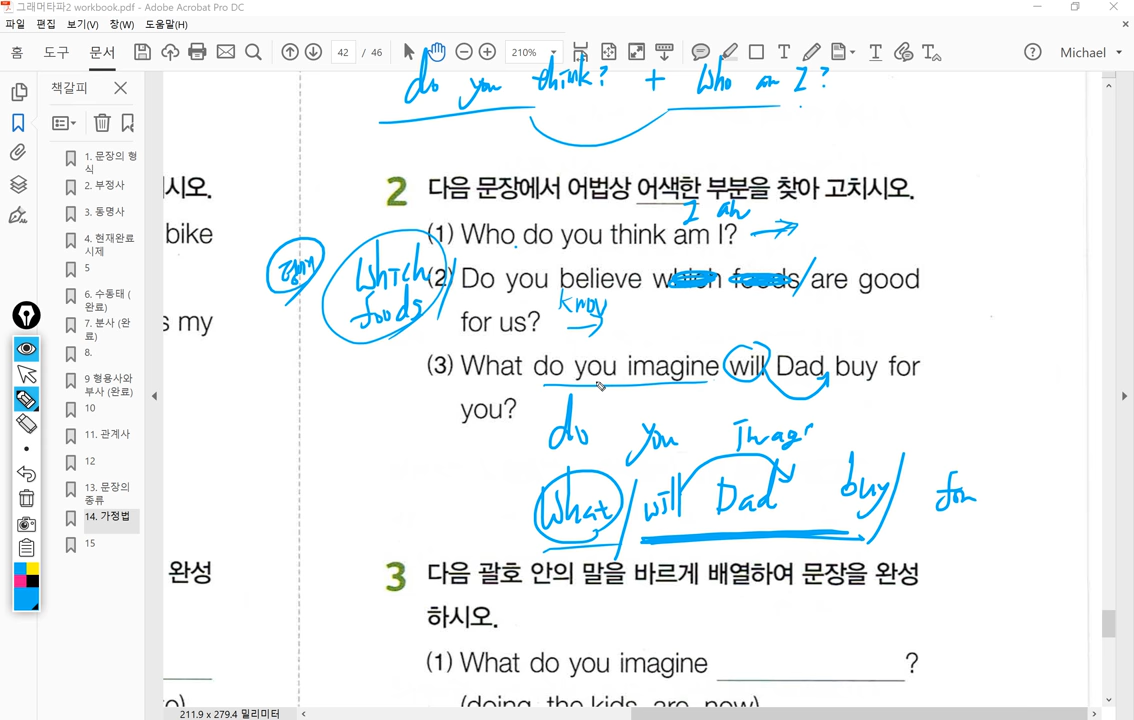 그래머타파2 workbook.pdf - Adobe Acrobat Pro DC
파일 편집 보기(V) 창(W) 도움말(H)
홈 도구 문서 42 / 46 210% Michael
책갈피
1. 문장의 형식
2. 부정사
3. 동명사
4. 현재완료 시제
5
6. 수동태 (완료)
7. 분사 (완료)
8.
9 형용사와 부사 (완료)
10
11. 관계사
12
13. 문장의 종류
14. 가정법
15
시오.
bike
s my
완성
do you think? + Who am I?
2 다음 문장에서 어법상 어색한 부분을 찾아 고치시오.
I am
(1) Who do you think am I?
which foods
(2) Do you believe which foods / are good
know
for us?
(3) What do you imagine will Dad buy for
you?
do you
What / will Dad buy /
3 다음 괄호 안의 말을 바르게 배열하여 문장을 완성
하시오.
(1) What do you imagine ?
(doing, the kids, are, now)
211.9 x 279.4 밀리미터